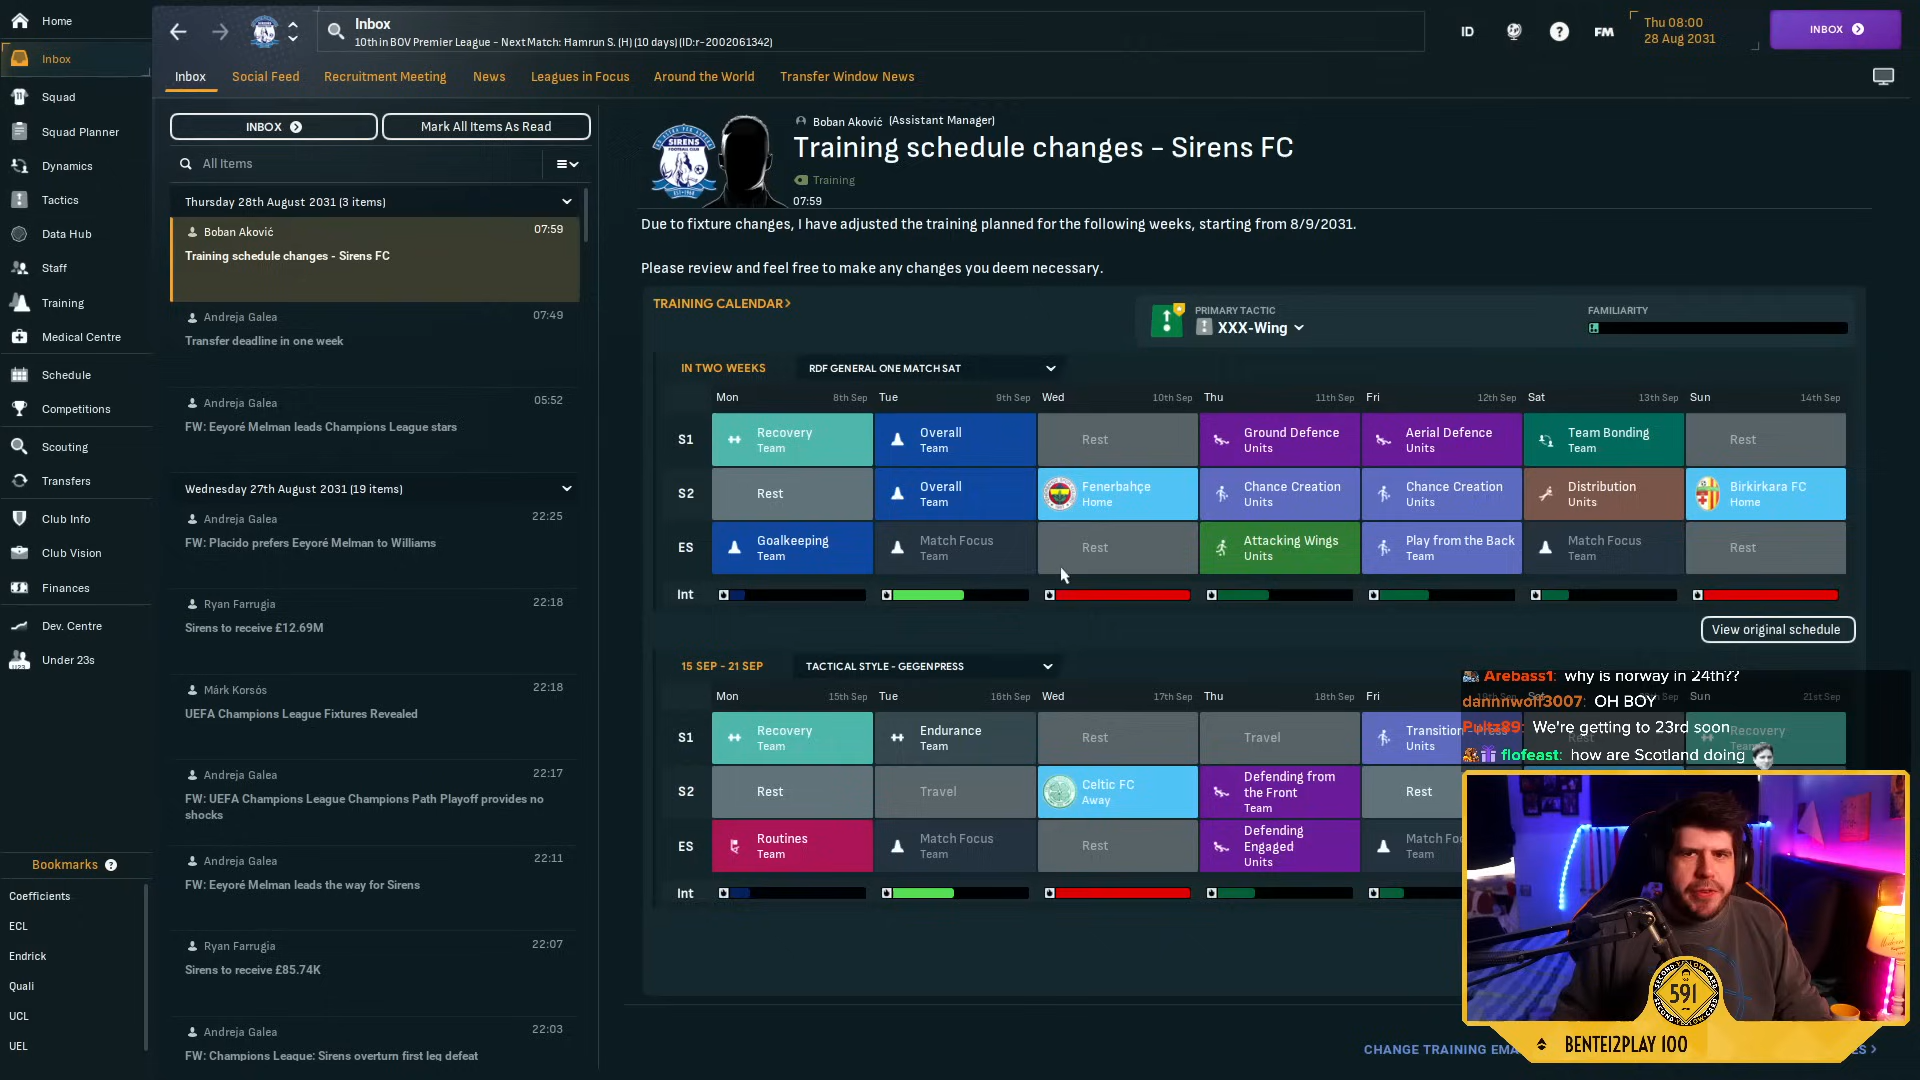 Home
Inbox
Squad
Squad Planner
Dynamics
Tactics
Data Hub
Staff
Training
Medical Centre
Schedule
Competitions
Scouting
Transfers
Club Info
Club Vision
Finances
Dev. Centre
Under 23s
Bookmarks ?
Coefficients
ECL
Endrick
Quali
UCL
UEL
Inbox
10th in BOV Premier League - Next Match: Ħamrun S. (H) (10 days) (ID:r-2002061342)
ID
?
FM
Thu 08:00
28 Aug 2031
INBOX
Inbox Social Feed Recruitment Meeting News Leagues in Focus Around the World Transfer Window News
INBOX
Mark All Items As Read
All Items
Thursday 28th August 2031 (3 items)
Boban Aković 07:59
Training schedule changes - Sirens FC
Andreja Galea 07:49
Transfer deadline in one week
Andreja Galea 05:52
FW: Eeyoré Melman leads Champions League stars
Wednesday 27th August 2031 (19 items)
Andreja Galea 22:25
FW: Placido prefers Eeyoré Melman to Williams
Ryan Farrugia 22:18
Sirens to receive £12.69M
Márk Korsós 22:18
UEFA Champions League Fixtures Revealed
Andreja Galea 22:17
FW: UEFA Champions League Champions Path Playoff provides no
shocks
Andreja Galea 22:11
FW: Eeyoré Melman leads the way for Sirens
Ryan Farrugia 22:07
Sirens to receive £85.74K
Andreja Galea 22:03
FW: Champions League: Sirens overturn first leg defeat
SIRENS
Boban Aković (Assistant Manager)
Training schedule changes - Sirens FC
Training
07:59
Due to fixture changes, I have adjusted the training planned for the following weeks, starting from 8/9/2031.
Please review and feel free to make any changes you deem necessary.
TRAINING CALENDAR>
PRIMARY TACTIC
XXX-Wing
FAMILIARITY
IN TWO WEEKS RDF GENERAL ONE MATCH SAT
Mon 8th Sep Tue 9th Sep Wed 10th Sep Thu 11th Sep Fri 12th Sep Sat 13th Sep Sun 14th Sep
S1 Recovery Team Overall Team Rest Ground Defence Units Aerial Defence Units Team Bonding Team Rest
S2 Rest Overall Team Fenerbahçe Home Chance Creation Units Chance Creation Units Distribution Units Birkirkara FC Home
ES Goalkeeping Team Match Focus Team Rest Attacking Wings Units Play from the Back Team Match Focus Team Rest
Int
View original schedule
15 SEP - 21 SEP TACTICAL STYLE - GEGENPRESS
Mon 15th Sep Tue 16th Sep Wed 17th Sep Thu 18th Sep Fri 19th Sep Sat Sun 21st Sep
S1 Recovery Team Endurance Team Rest Travel Transition Units Rest Recovery
S2 Rest Travel Celtic FC Away Defending from the Front Team Rest
ES Routines Team Match Focus Team Rest Defending Engaged Units Match Fo Team
Int
Arebass1: why is norway in 24th??
dannnwolf3007: OH BOY
Pultz89: We're getting to 23rd soon
flofeast: how are Scotland doing
SECOND YELLOW CARD
591
BENTEI2PLAY 100
CHANGE TRAINING EMA
ES >